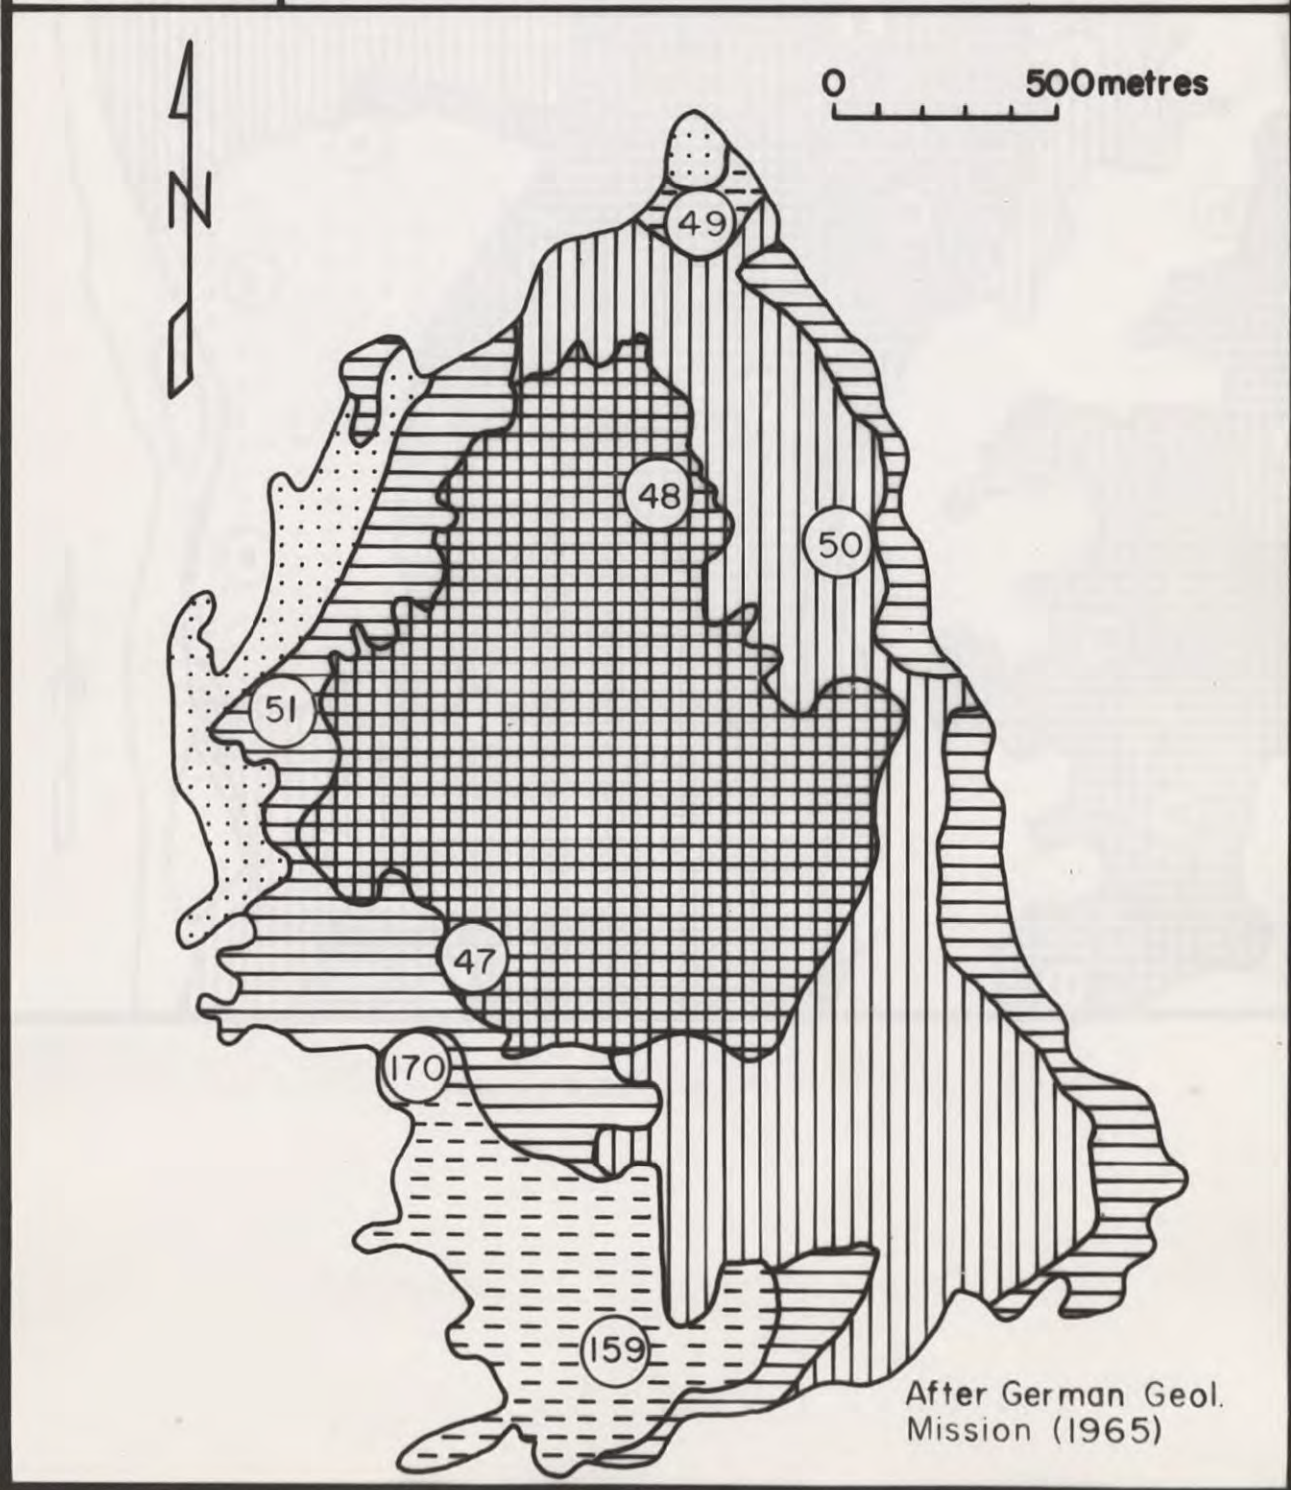 N
0 500metres
49
48
50
51
47
170
159
After German Geol.
Mission (1965)